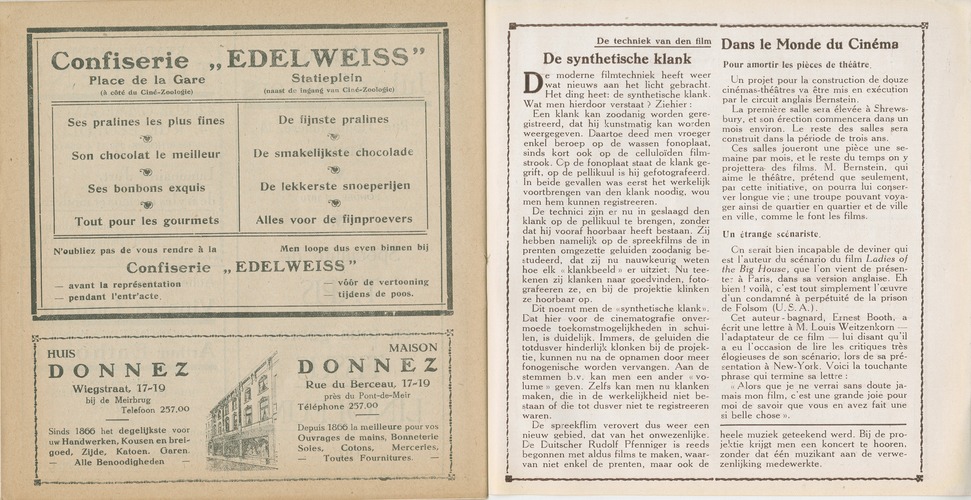 Confiserie „EDELWEISS"
Place de la Gare
(à côté du Ciné-Zoologie)
Statieplein
(naast de ingang van Ciné-Zoologie)
Ses pralines les plus fines
Son chocolat le meilleur
Ses bonbons exquis
Tout pour les gourmets
De fijnste pralines
De smakelijkste chocolade
De lekkerste snoeperijen
Alles voor de fijnproevers
N'oubliez pas de vous rendre à la
Men loope dus even binnen bij
Confiserie „EDELWEISS"
— avant la représentation
— pendant l'entr'acte.
— vóór de vertooning
— tijdens de poos.
HUIS
DONNEZ
Wiegstraat, 17-19
bij de Meirbrug
Telefoon 257,00
Sinds 1866 het degelijkste voor
uw Handwerken, Kousen en brei-
goed, Zijde, Katoen, Garen.
— Alle Benoodigheden —
MAISON
DONNEZ
Rue du Berceau, 17-19
près du Pont-de-Meir
Téléphone 257.00
Depuis 1866 la meilleure pour vos
Ouvrages de mains, Bonneterie
Soies, Cotons, Merceries,
— Toutes Fournitures. —
De techniek van den film
De synthetische klank
De moderne filmtechniek heeft weer
wat nieuws aan het licht gebracht.
Het ding heet: de synthetische klank.
Wat men hierdoor verstaat ? Ziehier :
Een klank kan zoodanig worden gere-
gistreerd, dat hij kunstmatig kan worden
weergegeven. Daartoe deed men vroeger
enkel beroep op de wassen fonoplaat,
sinds kort ook op de celluloïden film-
strook. Op de fonoplaat staat de klank ge-
grift, op de pellikuul is hij gefotografeerd.
In beide gevallen was eerst het werkelijk
voortbrengen van den klank noodig, wou
men hem kunnen registreeren.
De technici zijn er nu in geslaagd den
klank op de pellikuul te brengen, zonder
dat hij vooraf hoorbaar heeft bestaan. Zij
hebben namelijk op de spreekfilms de in
prenten omgezette geluiden zoodanig be-
studeerd, dat zij nu nauwkeurig weten
hoe elk « klankbeeld » er uitziet. Nu tee-
kenen zij klanken naar goedvinden, foto-
grafeeren ze, en bij de projektie klinken
ze hoorbaar op.
Dit noemt men de «synthetische klank».
Dat hier voor de cinematografie onver-
moede toekomstmogelijkheden in schui-
len, is duidelijk. Immers, de geluiden die
totdusver hinderlijk klonken bij de projek-
tie, kunnen nu na de opnamen door meer
fonogenische worden vervangen. Aan de
stemmen b.v. kan men een ander « vo-
lume » geven. Zelfs kan men nu klanken
maken, die in de werkelijkheid niet be-
staan of die tot dusver niet te registreeren
waren.
De spreekfilm verovert dus weer een
nieuw gebied, dat van het onwezenlijke.
De Duitscher Rudolf Pfenniger is reeds
begonnen met aldus films te maken, waar-
van niet enkel de prenten, maar ook de
Dans le Monde du Cinéma
Pour amortir les pièces de théâtre.
Un projet pour la construction de douze
cinémas-théâtres va être mis en exécution
par le circuit anglais Bernstein.
La première salle sera élevée à Shrews-
bury, et son érection commencera dans un
mois environ. Le reste des salles sera
construit dans la période de trois ans.
Ces salles joueront une pièce une se-
maine par mois, et le reste du temps on y
projettera des films. M. Bernstein, qui
aime le théâtre, prétend que seulement,
par cette initiative, on pourra lui conser-
ver longue vie ; une troupe pouvant voya-
ger ainsi de quartier en quartier et de ville
en ville, comme le font les films.
Un étrange scénariste.
On serait bien incapable de deviner qui
est l'auteur du scénario du film Ladies of
the Big House, que l'on vient de présen-
ter à Paris, dans sa version anglaise. Eh
bien ! voilà, c'est tout simplement l'œuvre
d'un condamné à perpétuité de la prison
de Folsom (U.S.A.).
Cet auteur-bagnard, Ernest Booth, a
écrit une lettre à M. Louis Weitzenkorn —
l'adaptateur de ce film — lui disant qu'il
a eu l'occasion de lire les critiques très
élogieuses de son scénario, lors de sa pré-
sentation à New-York. Voici la touchante
phrase qui termine sa lettre :
« Alors que je ne verrai sans doute ja-
mais mon film, c'est une grande joie pour
moi de savoir que vous en avez fait une
si belle chose ».
heele muziek geteekend werd. Bij de pro-
jektie krijgt men een koncert te hooren,
zonder dat één muzikant aan de verwe-
zenlijking medewerkte.